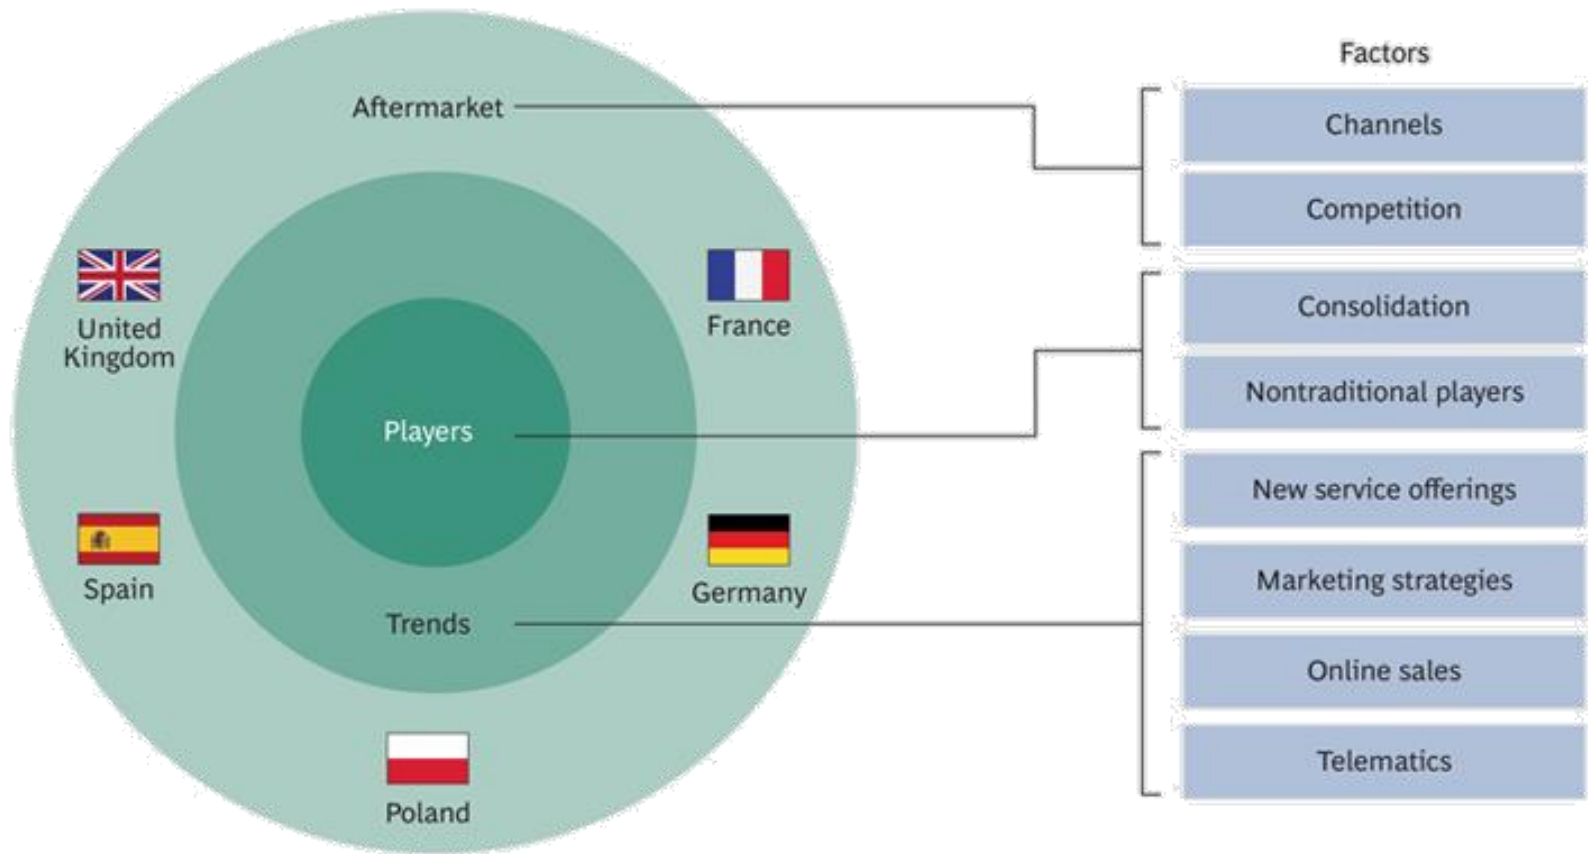 Aftermarket
United
Kingdom
France
Players
Spain
Germany
Trends
Poland
Factors
Channels
Competition
Consolidation
Nontraditional players
New service offerings
Marketing strategies
Online sales
Telematics